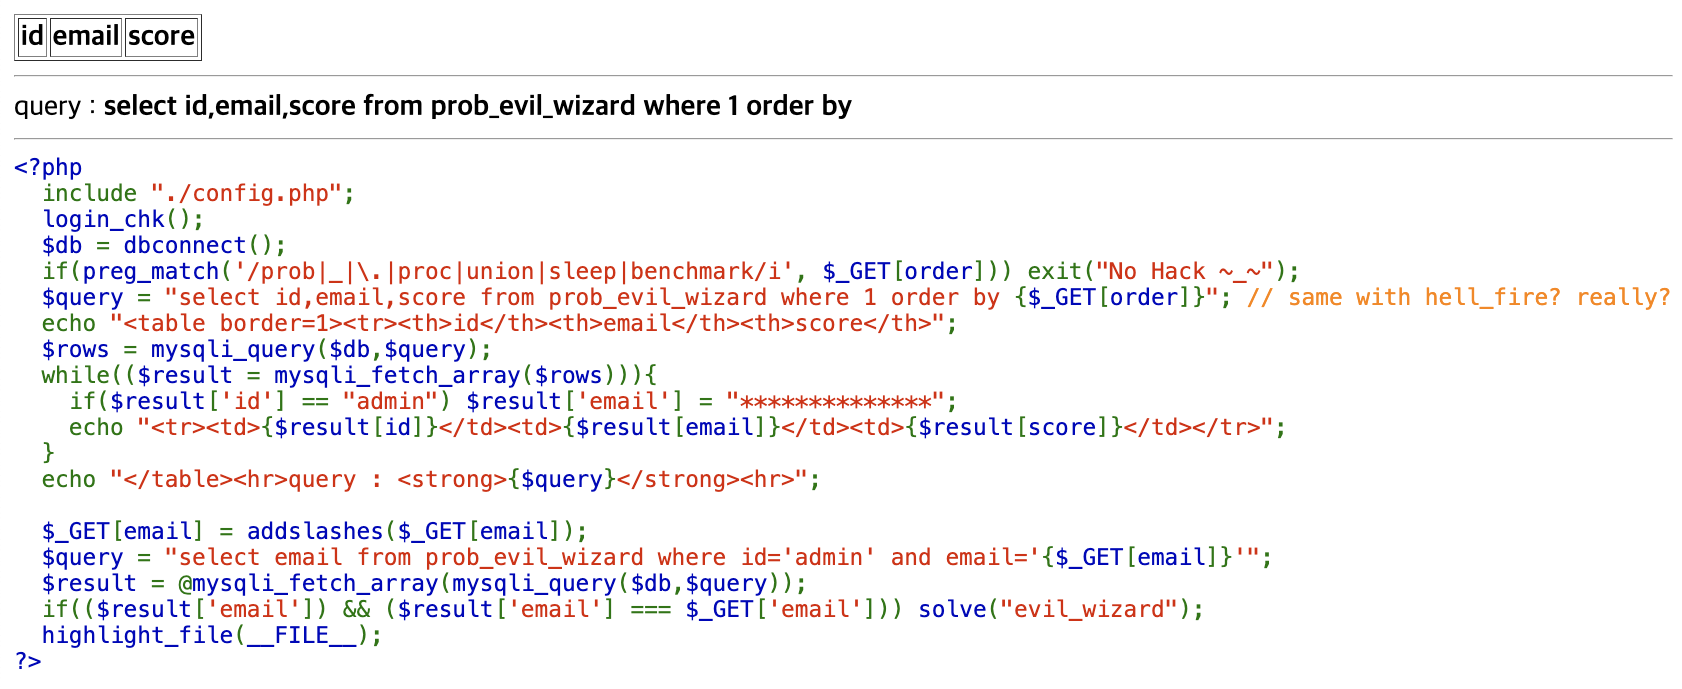 id email score
query : select id,email,score from prob_evil_wizard where 1 order by
<?php
  include "./config.php";
  login_chk();
  $db = dbconnect();
  if(preg_match('/prob|_|\.|proc|union|sleep|benchmark/i', $_GET[order])) exit("No Hack ~_~");
  $query = "select id,email,score from prob_evil_wizard where 1 order by {$_GET[order]}"; // same with hell_fire? really?
  echo "<table border=1><tr><th>id</th><th>email</th><th>score</th>";
  $rows = mysqli_query($db,$query);
  while(($result = mysqli_fetch_array($rows))){
    if($result['id'] == "admin") $result['email'] = "**************";
    echo "<tr><td>{$result[id]}</td><td>{$result[email]}</td><td>{$result[score]}</td></tr>";
  }
  echo "</table><hr>query : <strong>{$query}</strong><hr>";

  $_GET[email] = addslashes($_GET[email]);
  $query = "select email from prob_evil_wizard where id='admin' and email='{$_GET[email]}'";
  $result = @mysqli_fetch_array(mysqli_query($db,$query));
  if(($result['email']) && ($result['email'] === $_GET['email'])) solve("evil_wizard");
  highlight_file(__FILE__);
?>